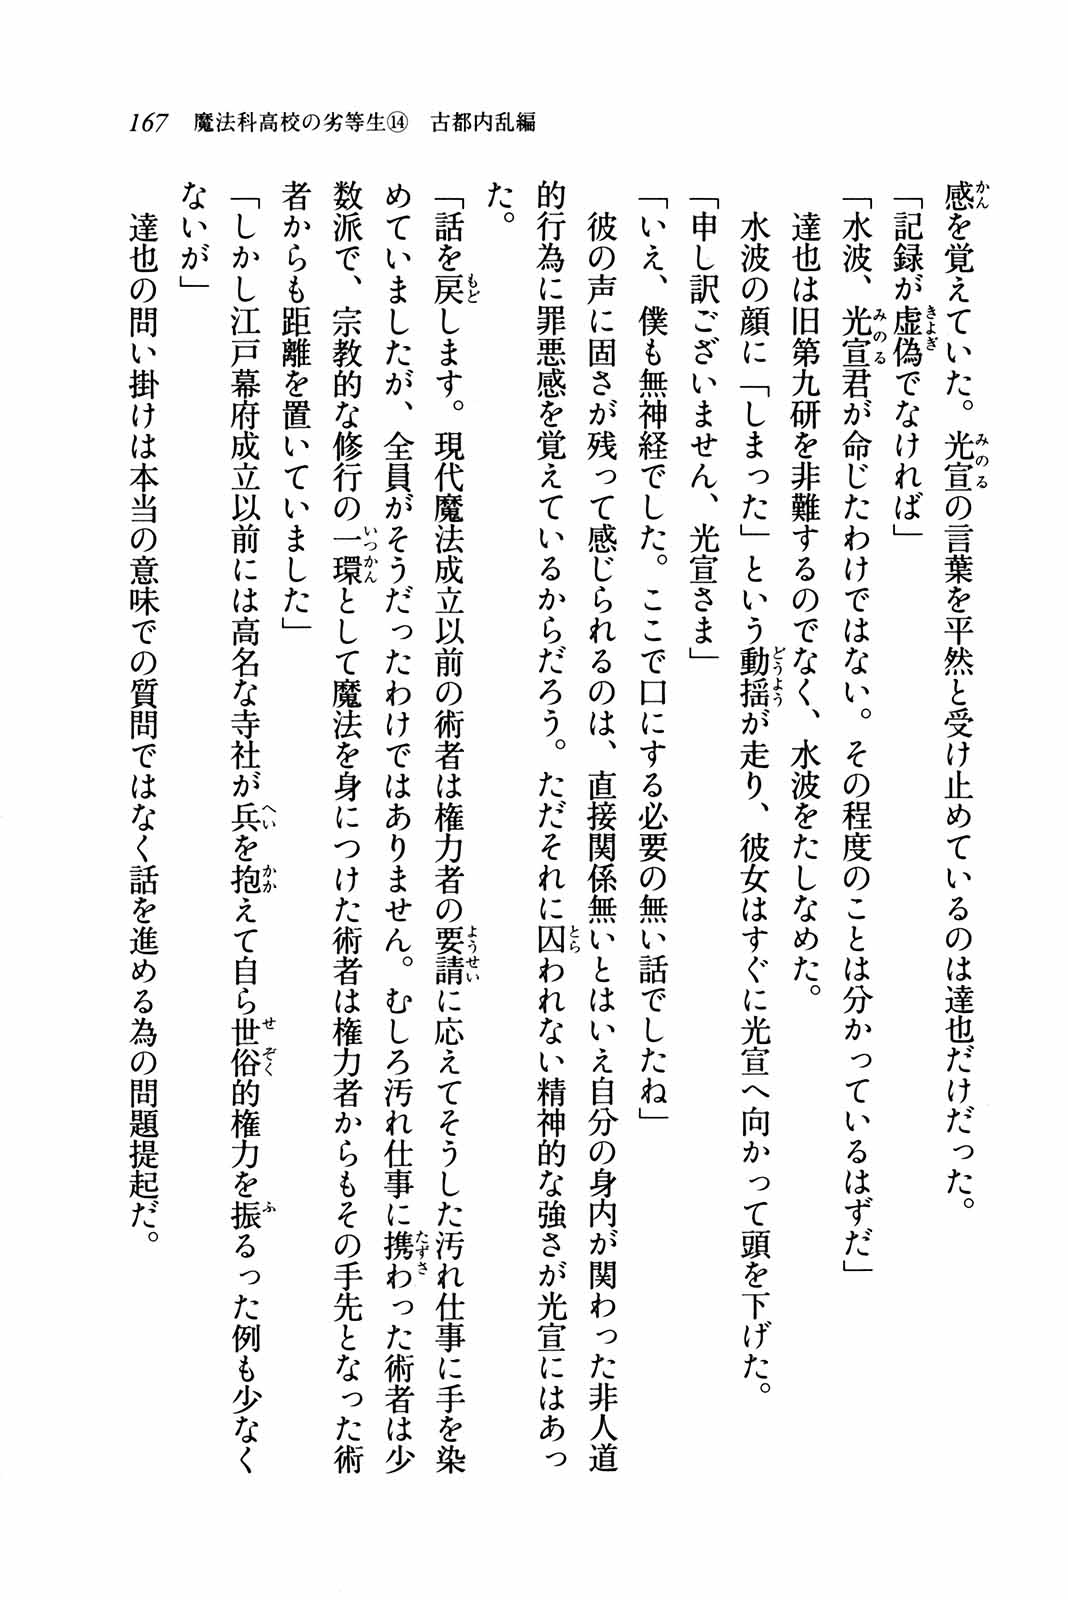 167 魔法科高校の劣等生⑭ 古都内乱編
感を覚えていた。光宣の言葉を平然と受け止めているのは達也だけだった。
「記録が虚偽でなければ」
「水波、光宣君が命じたわけではない。その程度のことは分かっているはずだ」
達也は旧第九研を非難するのでなく、水波をたしなめた。
水波の顔に「しまった」という動揺が走り、彼女はすぐに光宣へ向かって頭を下げた。
「申し訳ございません、光宣さま」
「いえ、僕も無神経でした。ここで口にする必要の無い話でしたね」
彼の声に固さが残って感じられるのは、直接関係無いとはいえ自分の身内が関わった非人道
的行為に罪悪感を覚えているからだろう。ただそれに囚われない精神的な強さが光宣にはあっ
た。
「話を戻します。現代魔法成立以前の術者は権力者の要請に応えてそうした汚れ仕事に手を染
めていましたが、全員がそうだったわけではありません。むしろ汚れ仕事に携わった術者は少
数派で、宗教的な修行の一環として魔法を身につけた術者は権力者からもその手先となった術
者からも距離を置いていました」
「しかし江戸幕府成立以前には高名な寺社が兵を抱えて自ら世俗的権力を振るった例も少なく
ないが」
達也の問い掛けは本当の意味での質問ではなく話を進める為の問題提起だ。